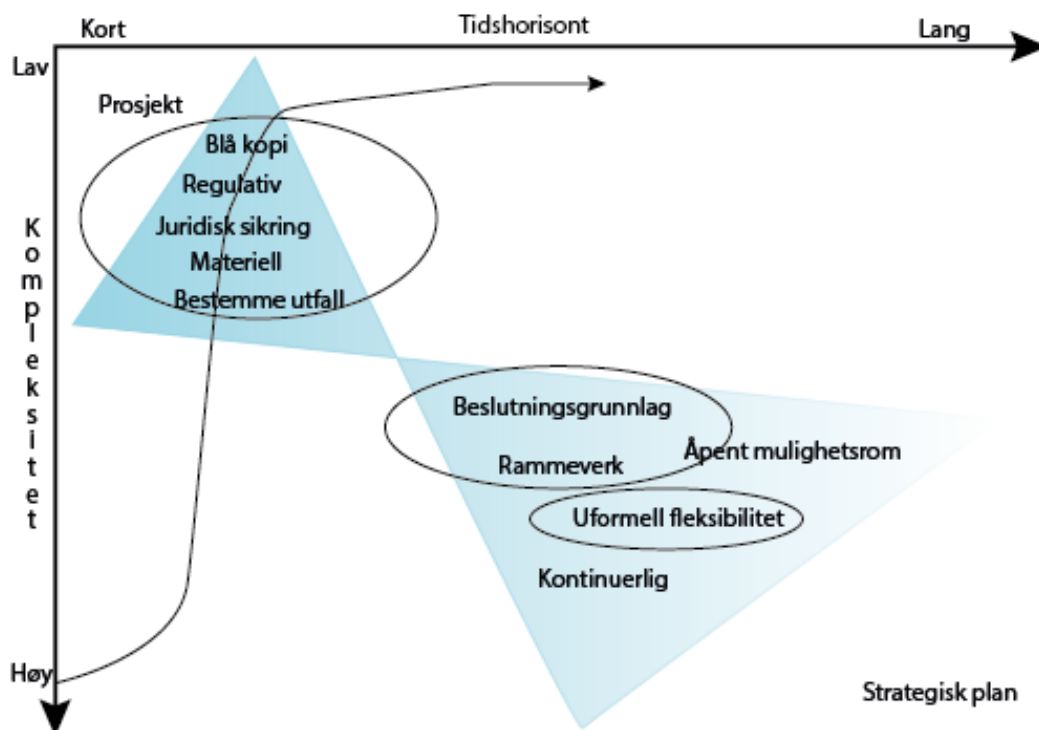 Kort Tidshorisont Lang
Lav
Prosjekt
Blå kopi
Regulativ
Juridisk sikring
Materiell
Bestemme utfall
Kompleksitet
Beslutningsgrunnlag
Åpent mulighetsrom
Rammeverk
Uformell fleksibilitet
Kontinuerlig
Høy
Strategisk plan